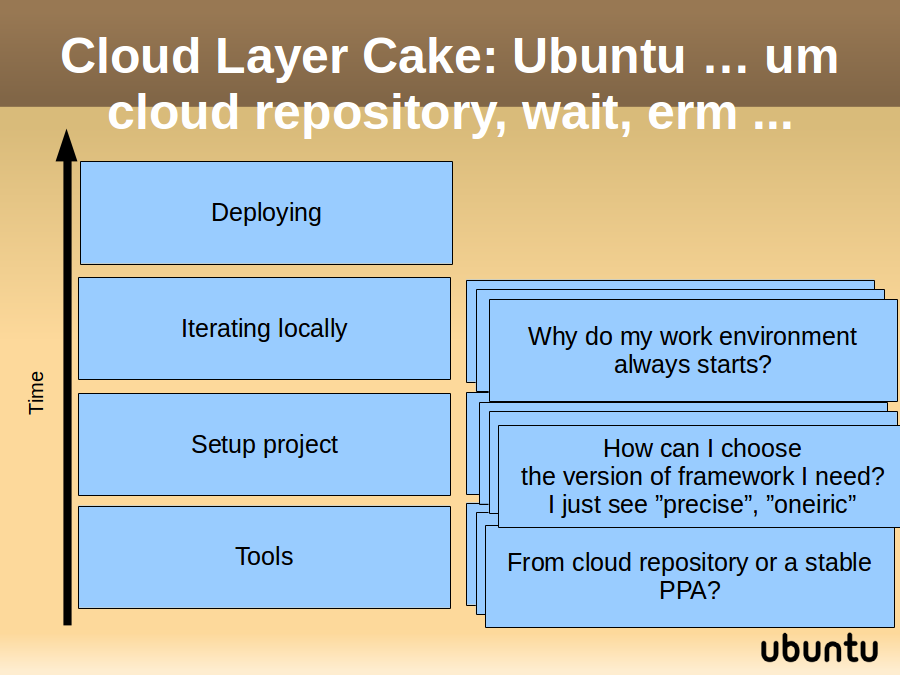 Cloud Layer Cake: Ubuntu … um
cloud repository, wait, erm ...
Deploying
Iterating locally
Why do my work environment
always starts?
Time
Setup project
How can I choose
the version of framework I need?
I just see ”precise”, ”oneiric”
Tools
From cloud repository or a stable
PPA?
ubuntu